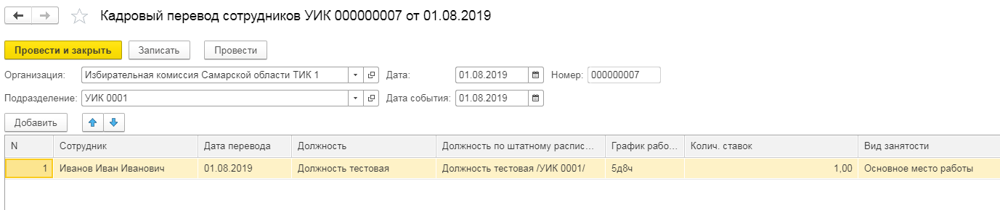 Кадровый перевод сотрудников УИК 000000007 от 01.08.2019
Провести и закрыть Записать Провести
Организация: Избирательная комиссия Самарской области ТИК 1 Дата: 01.08.2019 Номер: 000000007
Подразделение: УИК 0001 Дата события: 01.08.2019
Добавить
N Сотрудник Дата перевода Должность Должность по штатному распис... График рабо... Колич. ставок Вид занятости
1 Иванов Иван Иванович 01.08.2019 Должность тестовая Должность тестовая /УИК 0001/ 5д8ч 1,00 Основное место работы